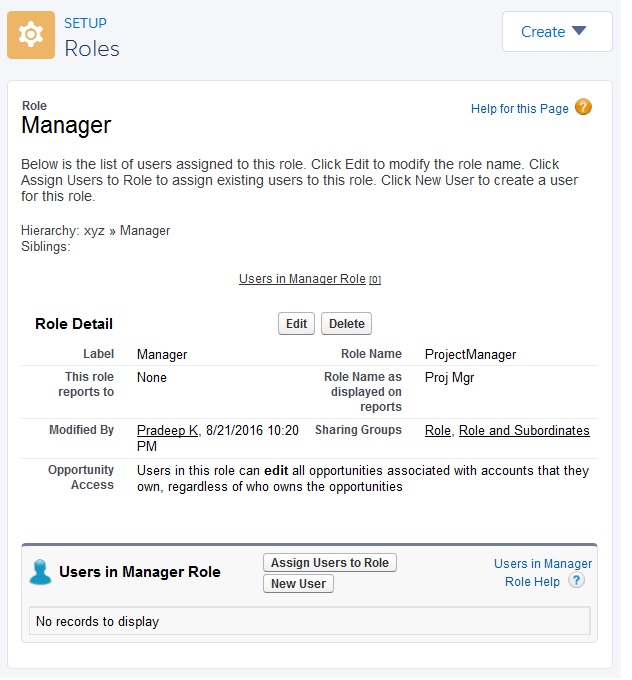 SETUP
Roles
Create
Role
Manager
Help for this Page ?
Below is the list of users assigned to this role. Click Edit to modify the role name. Click
Assign Users to Role to assign existing users to this role. Click New User to create a user
for this role.
Hierarchy: xyz » Manager
Siblings:
Users in Manager Role [0]
Role Detail
Edit
Delete
Label
Manager
Role Name
ProjectManager
This role
reports to
None
Role Name as
displayed on
reports
Proj Mgr
Modified By
Pradeep K, 8/21/2016 10:20
PM
Sharing Groups
Role, Role and Subordinates
Opportunity
Access
Users in this role can edit all opportunities associated with accounts that they
own, regardless of who owns the opportunities
Users in Manager Role
Assign Users to Role
New User
Users in Manager
Role Help ?
No records to display